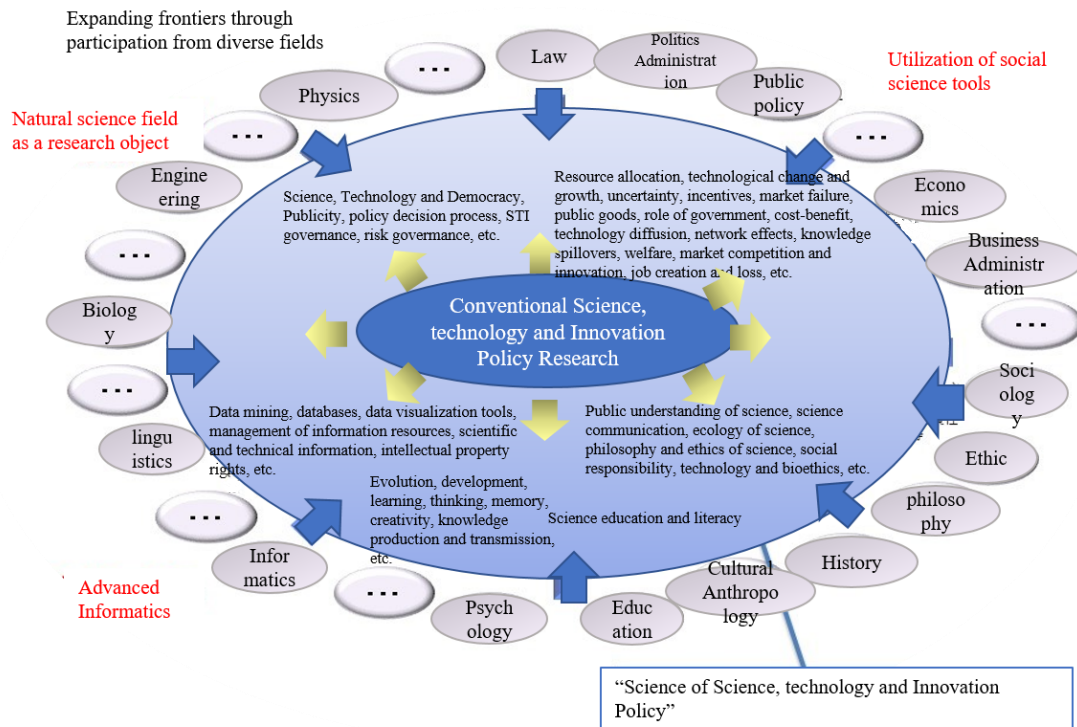 Expanding frontiers through
participation from diverse fields
...
Law
Politics
Administrat
ion
Public
policy
Utilization of social
science tools
Physics
...
Natural science field
as a research object
...
Engine
ering
Econo
mics
Science, Technology and Democracy,
Publicity, policy decision process, STI
governance, risk governance, etc.
Resource allocation, technological change and
growth, uncertainty, incentives, market failure,
public goods, role of government, cost-benefit,
technology diffusion, network effects, knowledge
spillovers, welfare, market competition and
innovation, job creation and loss, etc.
...
Business
Administr
ation
Biolog
y
Conventional Science,
technology and Innovation
Policy Research
...
...
Soci
olo
gy
lingu
istics
Data mining, databases, data visualization tools,
management of information resources, scientific
and technical information, intellectual property
rights, etc.
Public understanding of science, science
communication, ecology of science,
philosophy and ethics of science, social
responsibility, technology and bioethics, etc.
Ethic
...
Evolution, development,
learning, thinking, memory,
creativity, knowledge
production and transmission,
etc.
Science education and literacy
philoso
phy
Infor
matics
History
Advanced
Informatics
...
Psych
ology
Educ
ation
Cultural
Anthropo
logy
“Science of Science, technology and Innovation
Policy”